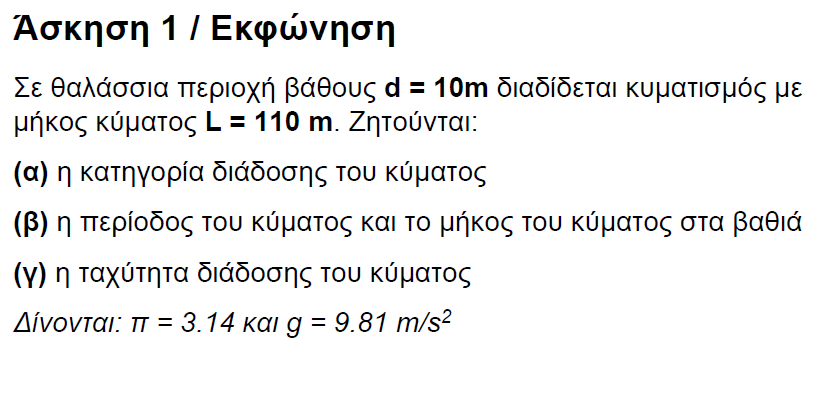 Άσκηση 1 / Εκφώνηση
Σε θαλάσσια περιοχή βάθους d = 10m διαδίδεται κυματισμός με
μήκος κύματος L = 110 m. Ζητούνται:
(α) η κατηγορία διάδοσης του κύματος
(β) η περίοδος του κύματος και το μήκος του κύματος στα βαθιά
(γ) η ταχύτητα διάδοσης του κύματος
Δίνονται: π = 3.14 και g = 9.81 m/s²